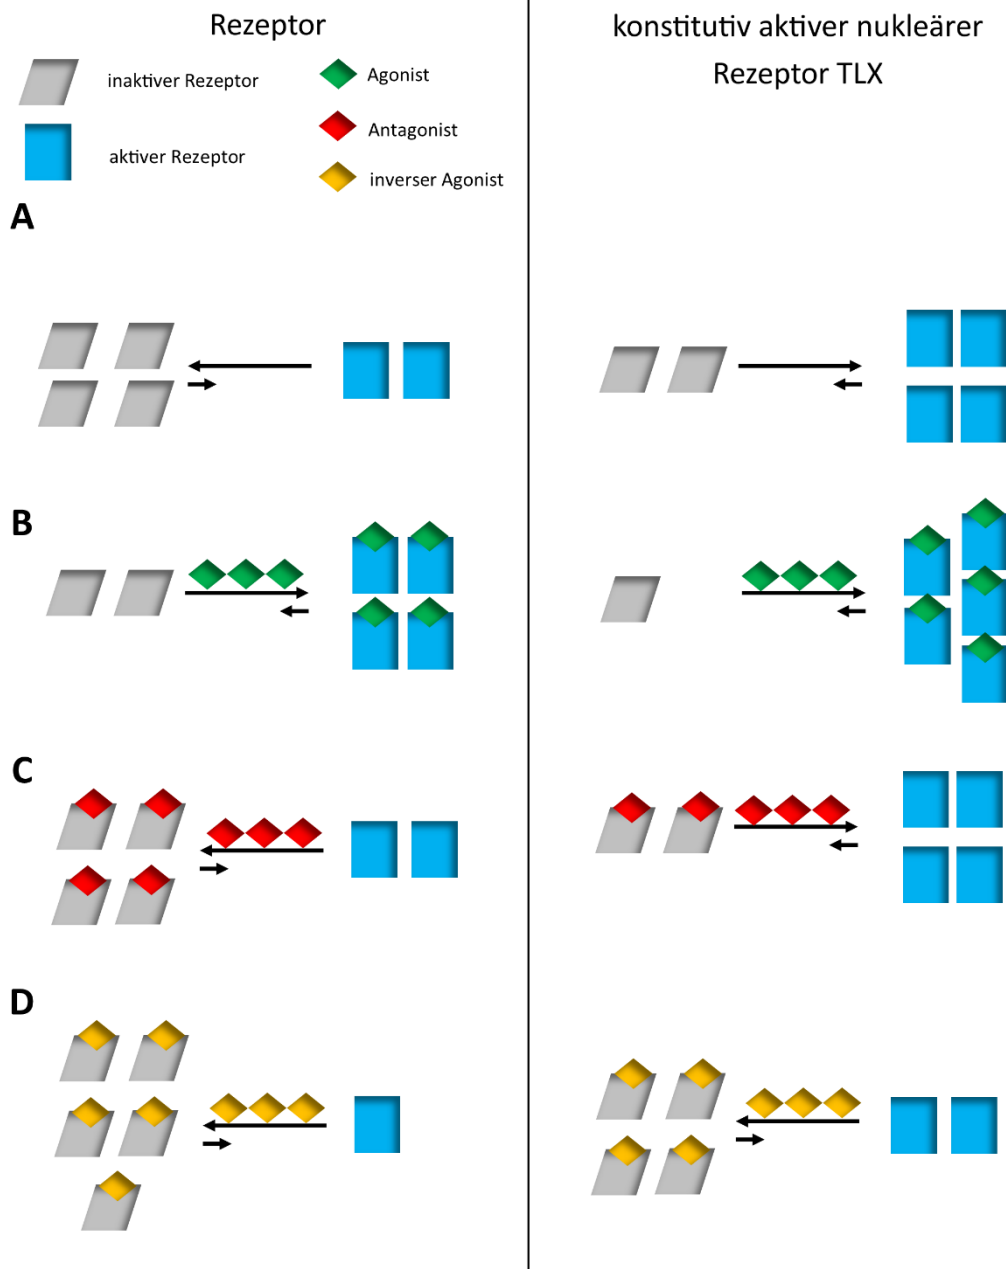 Rezeptor
konstitutiv aktiver nukleärer
Rezeptor TLX
inaktiver Rezeptor
Agonist
Antagonist
aktiver Rezeptor
inverser Agonist
A
B
C
D